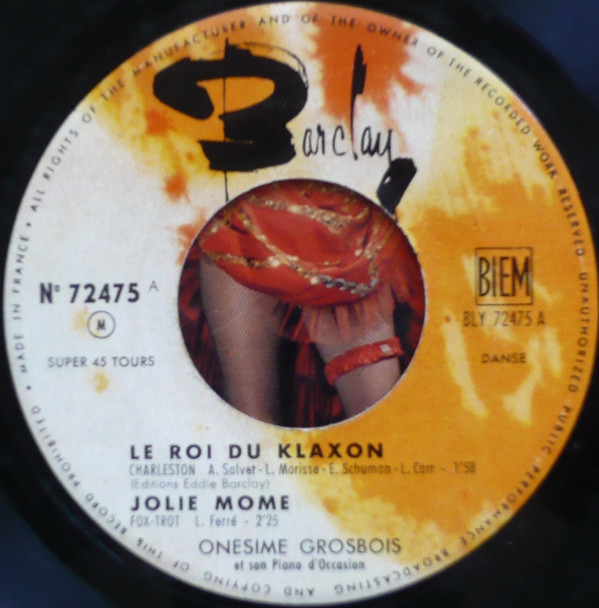 Barclay
N° 72475 A
M
SUPER 45 TOURS
BIEM
BLY 72475 A
DANSE
LE ROI DU KLAXON
CHARLESTON A. Salvet - L. Morisse - E. Schuman - L. Carr - 1'58
(Editions Eddie Barclay)
JOLIE MOME
FOX-TROT L. Ferré - 2'25
ONESIME GROSBOIS
et son Piano d'Occasion
• MADE IN FRANCE • ALL RIGHTS OF THE MANUFACTURER AND OF THE OWNER OF THE RECORDED WORK RESERVED UNAUTHORIZED PUBLIC PERFORMANCE BROADCASTING AND COPYING OF THIS RECORD PROHIBITED